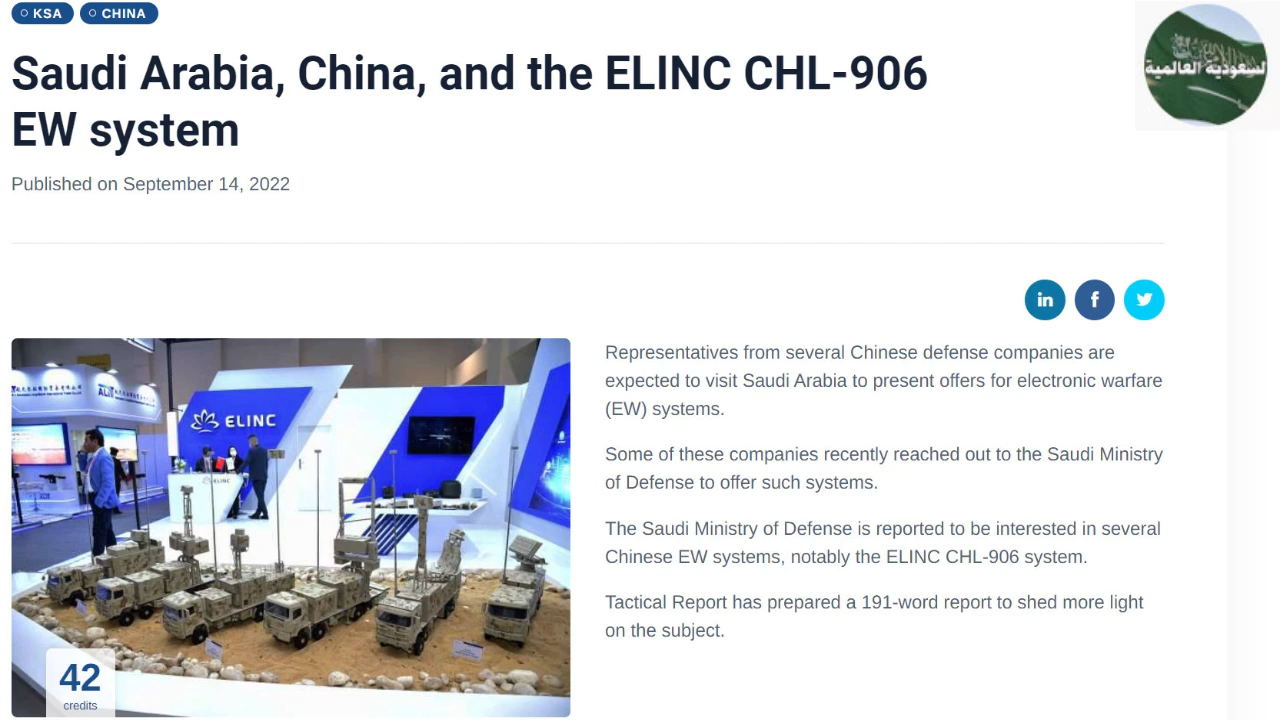 KSA
CHINA
Saudi Arabia, China, and the ELINC CHL-906
EW system
Published on September 14, 2022
لسعودية العالمية
Representatives from several Chinese defense companies are
expected to visit Saudi Arabia to present offers for electronic warfare
(EW) systems.
Some of these companies recently reached out to the Saudi Ministry
of Defense to offer such systems.
The Saudi Ministry of Defense is reported to be interested in several
Chinese EW systems, notably the ELINC CHL-906 system.
Tactical Report has prepared a 191-word report to shed more light
on the subject.
ELINC
ELINC
42
credits